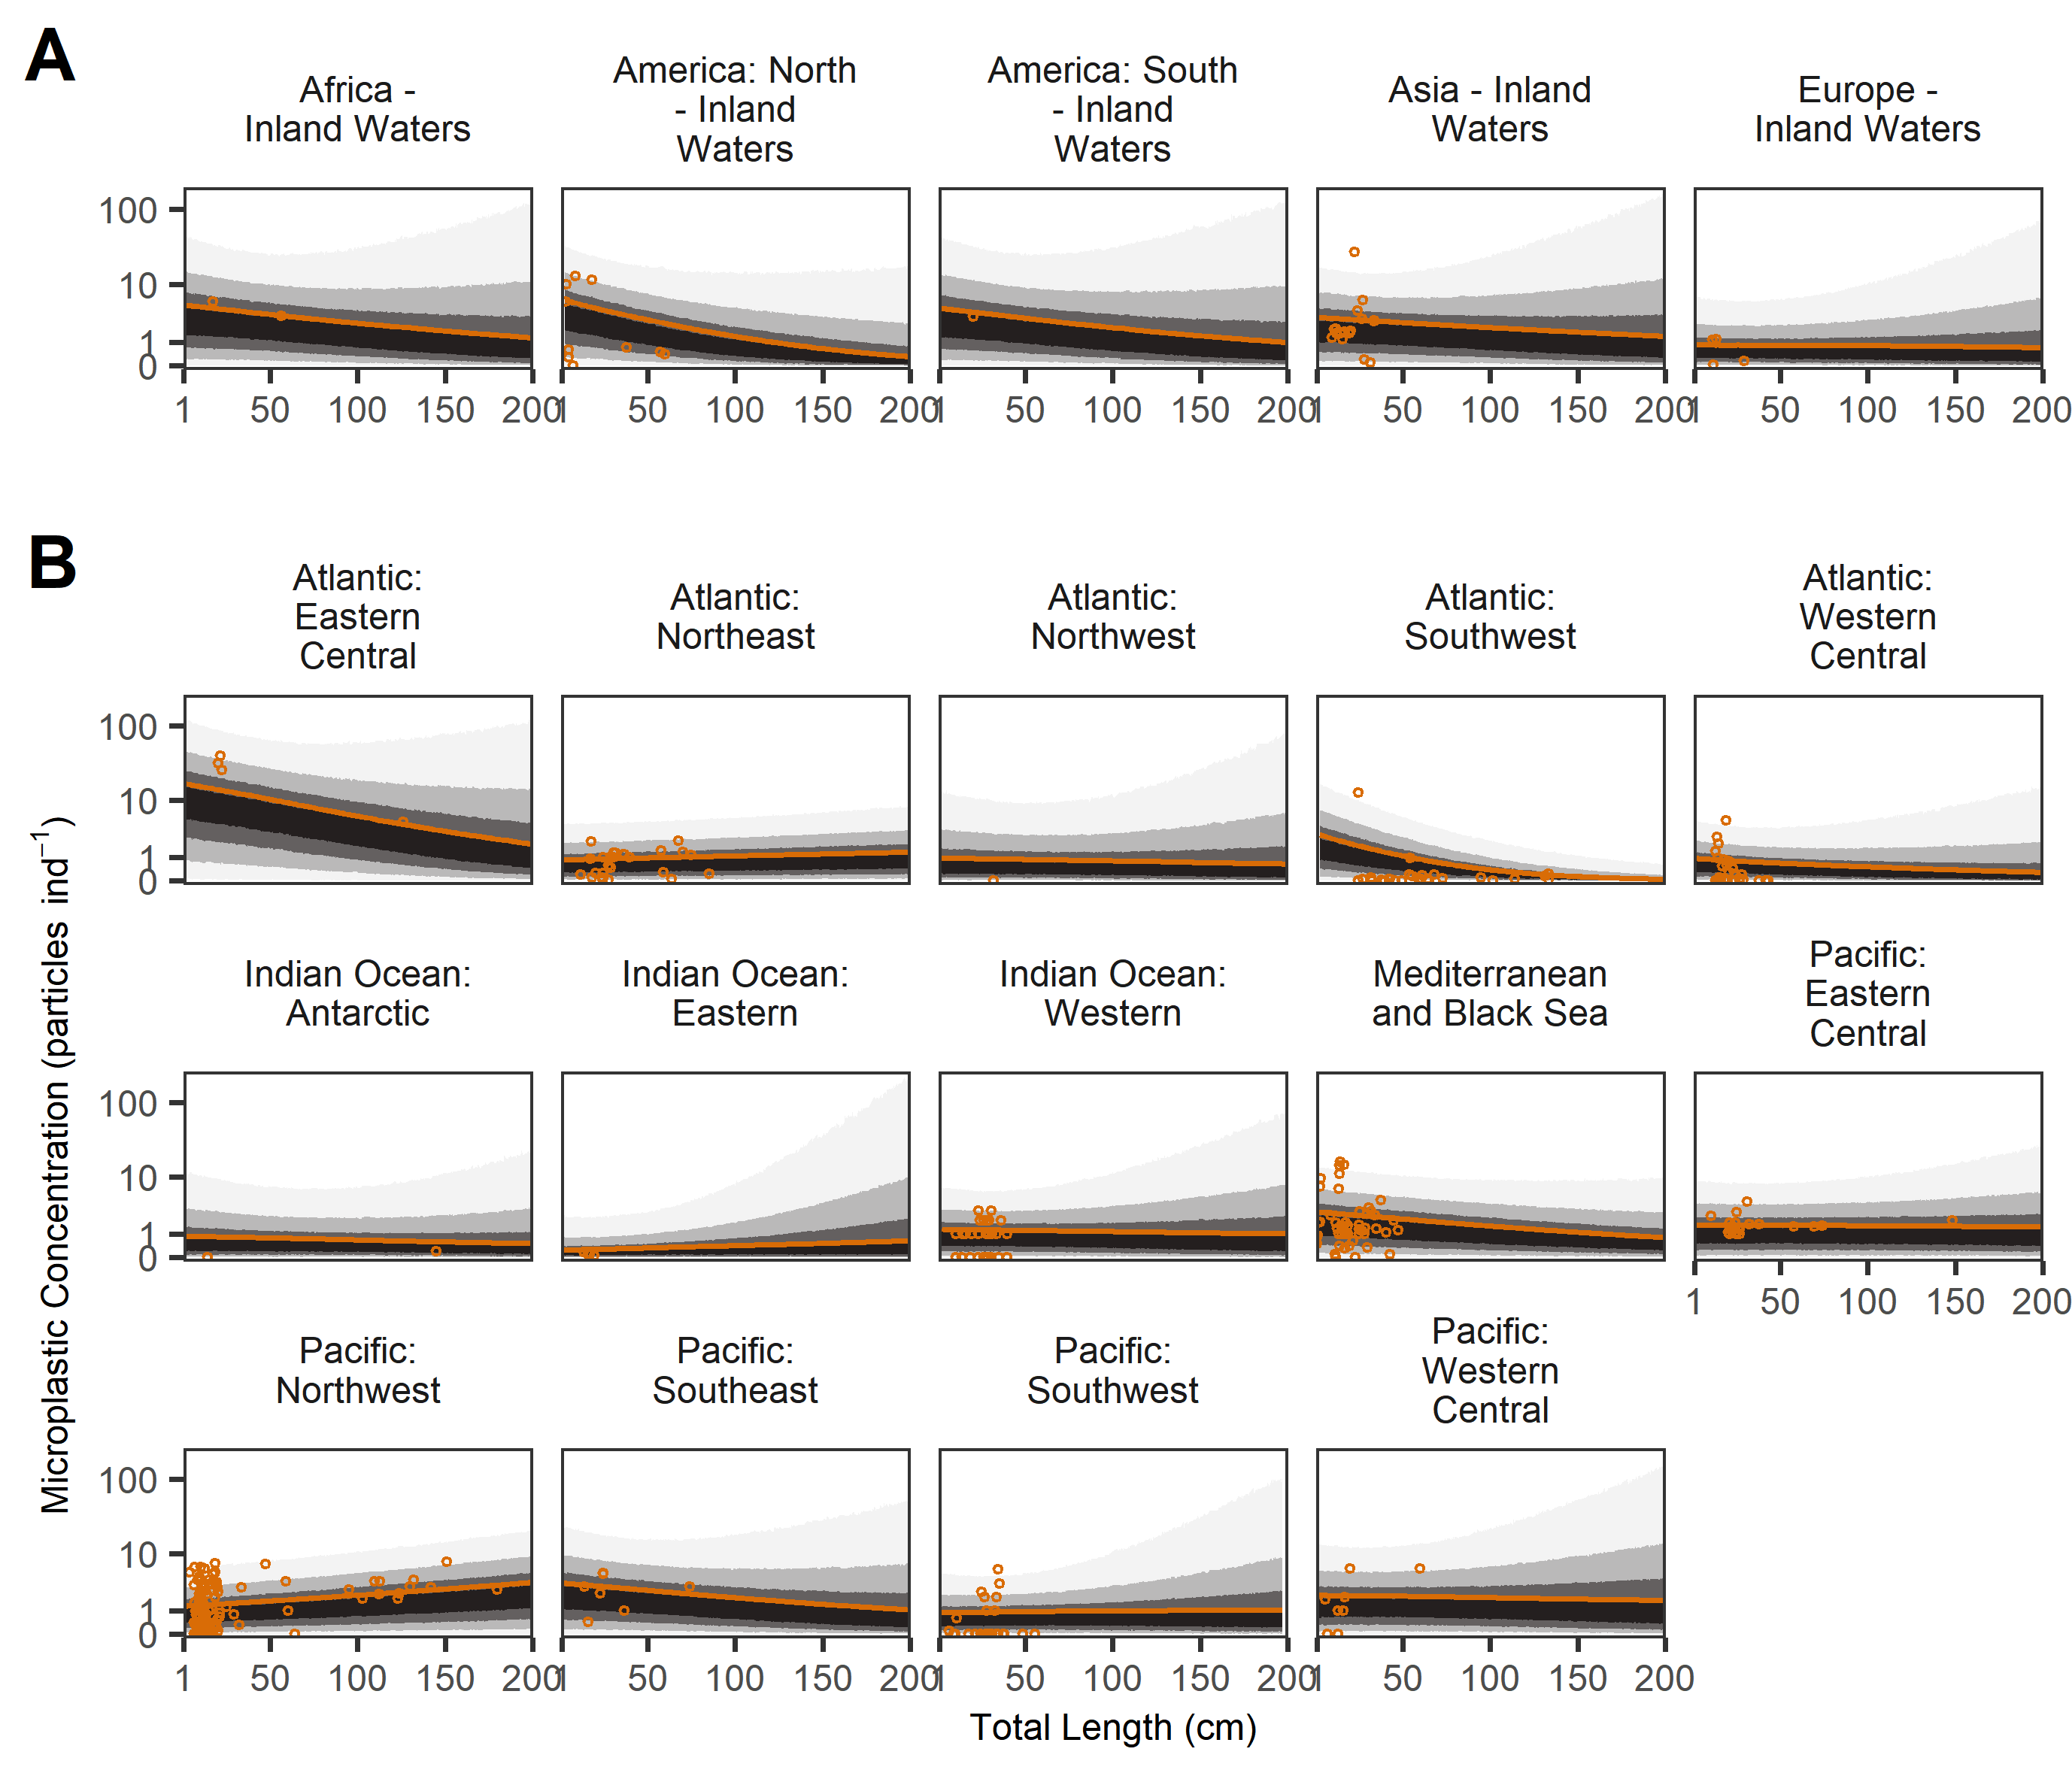 A
Africa -
Inland Waters
America: North
- Inland
Waters
America: South
- Inland
Waters
Asia - Inland
Waters
Europe -
Inland Waters
100
10
1
0
1 50 100 150 200
1 50 100 150 200
1 50 100 150 200
1 50 100 150 200
1 50 100 150 200
B
Atlantic:
Eastern
Central
Atlantic:
Northeast
Atlantic:
Northwest
Atlantic:
Southwest
Atlantic:
Western
Central
100
10
1
0
Indian Ocean:
Antarctic
Indian Ocean:
Eastern
Indian Ocean:
Western
Mediterranean
and Black Sea
Pacific:
Eastern
Central
100
10
1
0
1 50 100 150 200
Pacific:
Northwest
Pacific:
Southeast
Pacific:
Southwest
Pacific:
Western
Central
100
10
1
0
1 50 100 150 200
1 50 100 150 200
1 50 100 150 200
1 50 100 150 200
Microplastic Concentration (particles ind⁻¹)
Total Length (cm)